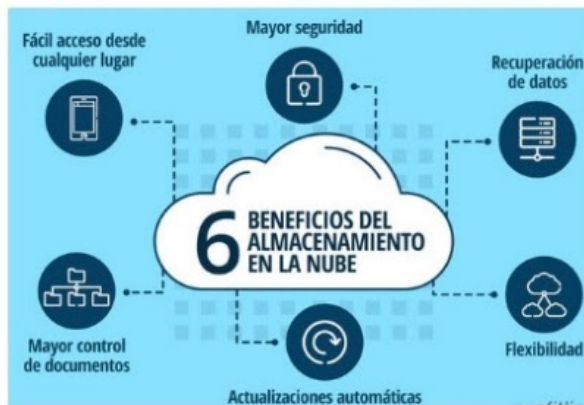 Mayor seguridad
Fácil acceso desde
cualquier lugar
Recuperación
de datos
6 BENEFICIOS DEL
ALMACENAMIENTO
EN LA NUBE
Mayor control
de documentos
Flexibilidad
Actualizaciones automáticas